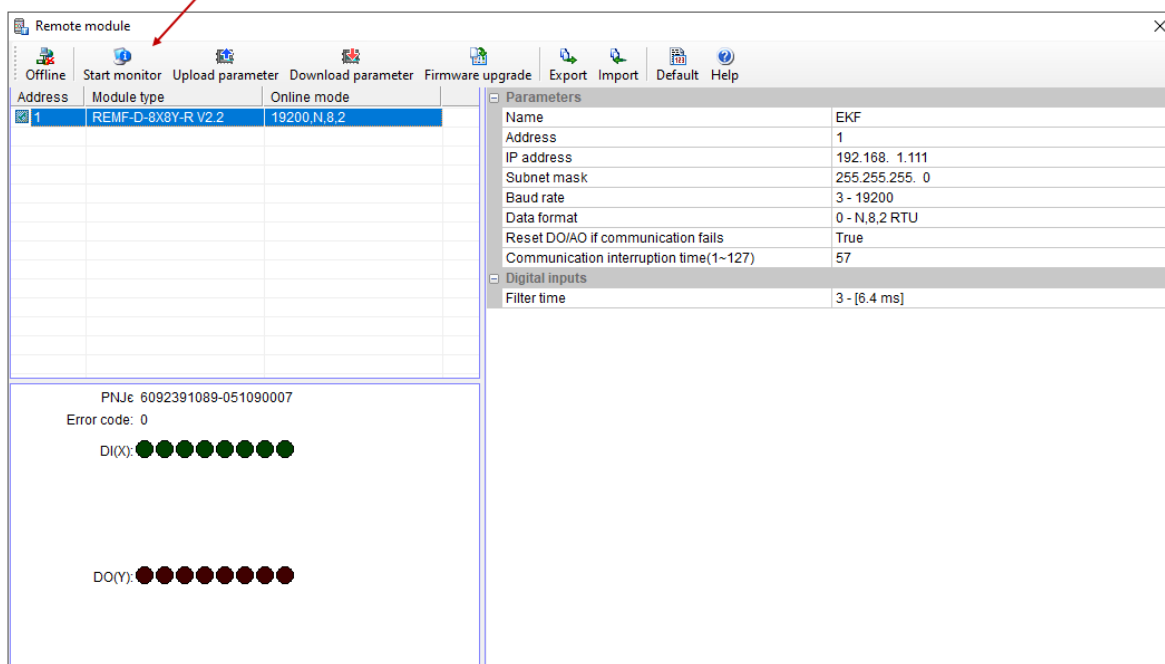 Remote module
Offline Start monitor Upload parameter Download parameter Firmware upgrade Export Import Default Help
Address Module type Online mode
1 REMF-D-8X8Y-R V2.2 19200,N,8,2
Parameters
Name EKF
Address 1
IP address 192.168. 1.111
Subnet mask 255.255.255. 0
Baud rate 3 - 19200
Data format 0 - N,8,2 RTU
Reset DO/AO if communication fails True
Communication interruption time(1~127) 57
Digital inputs
Filter time 3 - [6.4 ms]
PNJє 6092391089-051090007
Error code: 0
DI(X):
DO(Y):